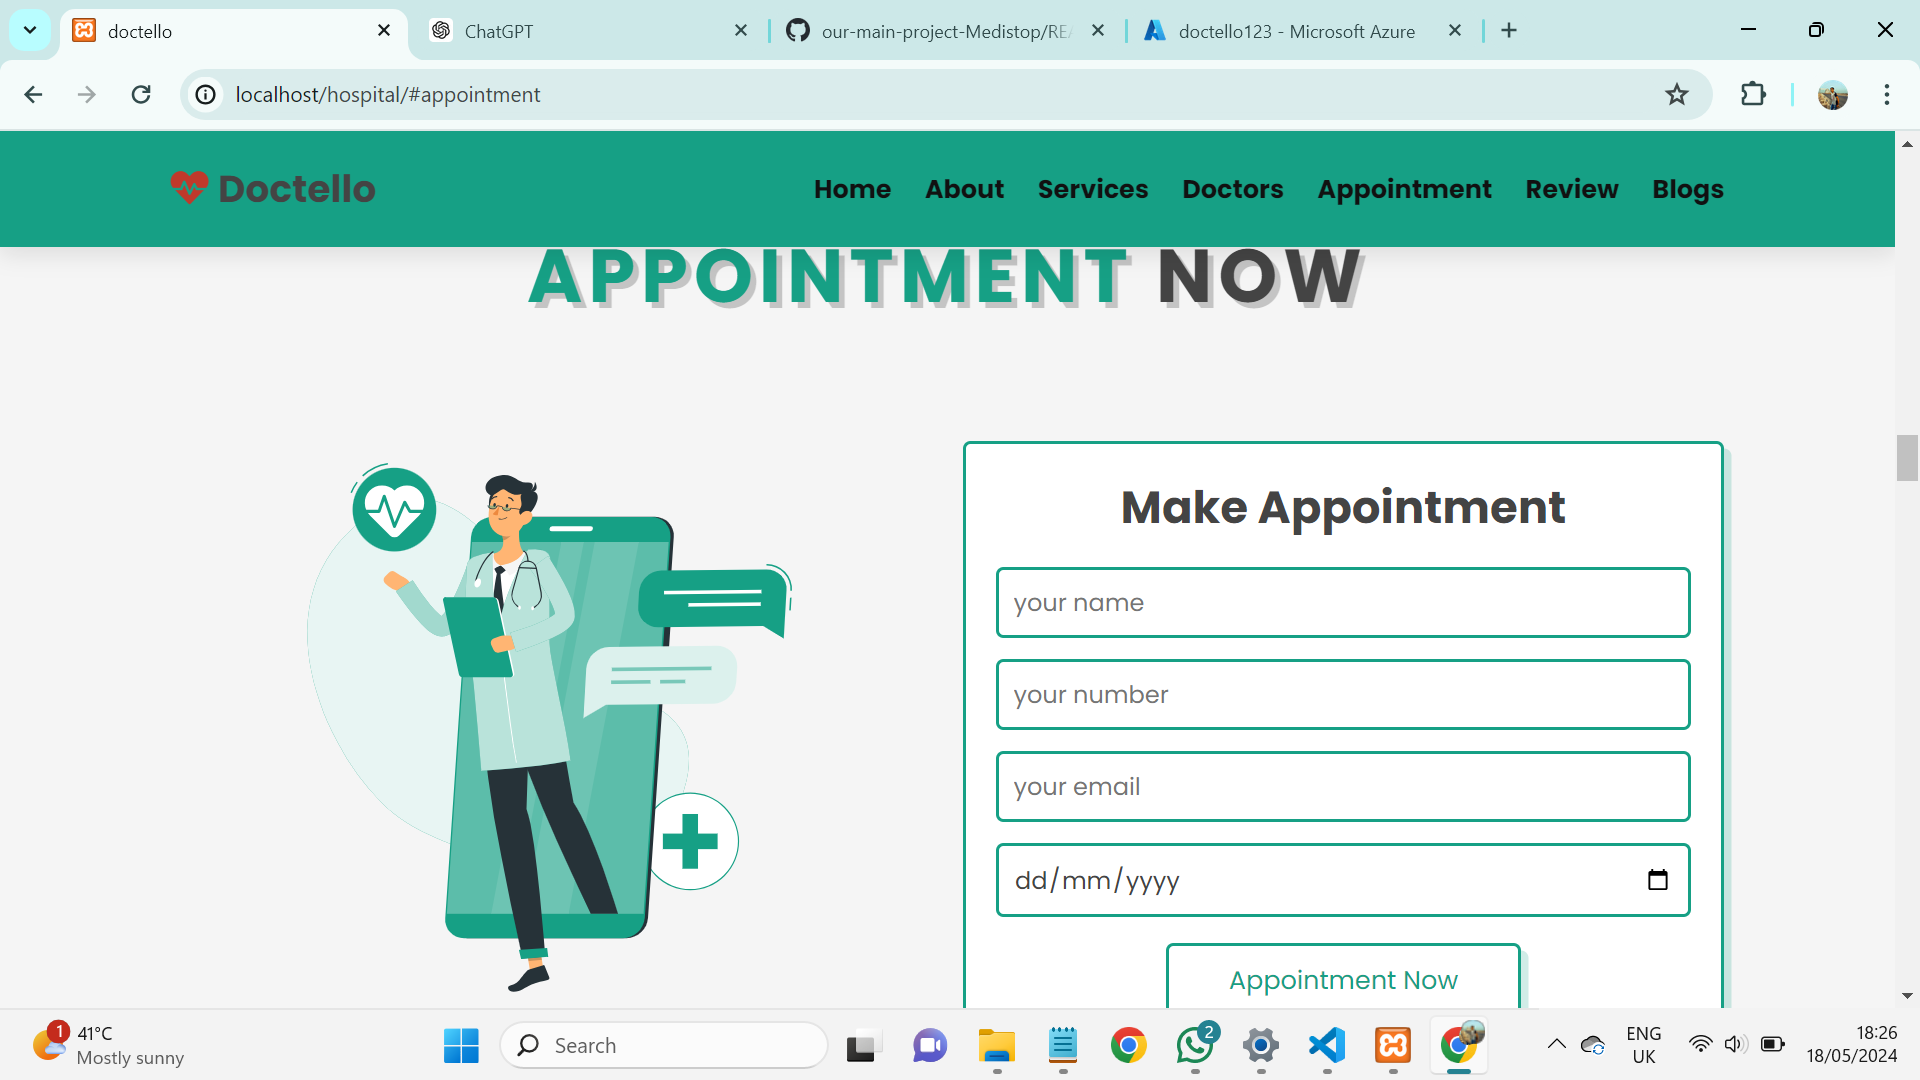 doctello
ChatGPT
our-main-project-Medistop/REA
doctello123 - Microsoft Azure
localhost/hospital/#appointment
Doctello
Home About Services Doctors Appointment Review Blogs
APPOINTMENT NOW
Make Appointment
your name
your number
your email
dd/mm/yyyy
Appointment Now
1
41°C
Mostly sunny
Search
2
ENG
UK
18:26
18/05/2024